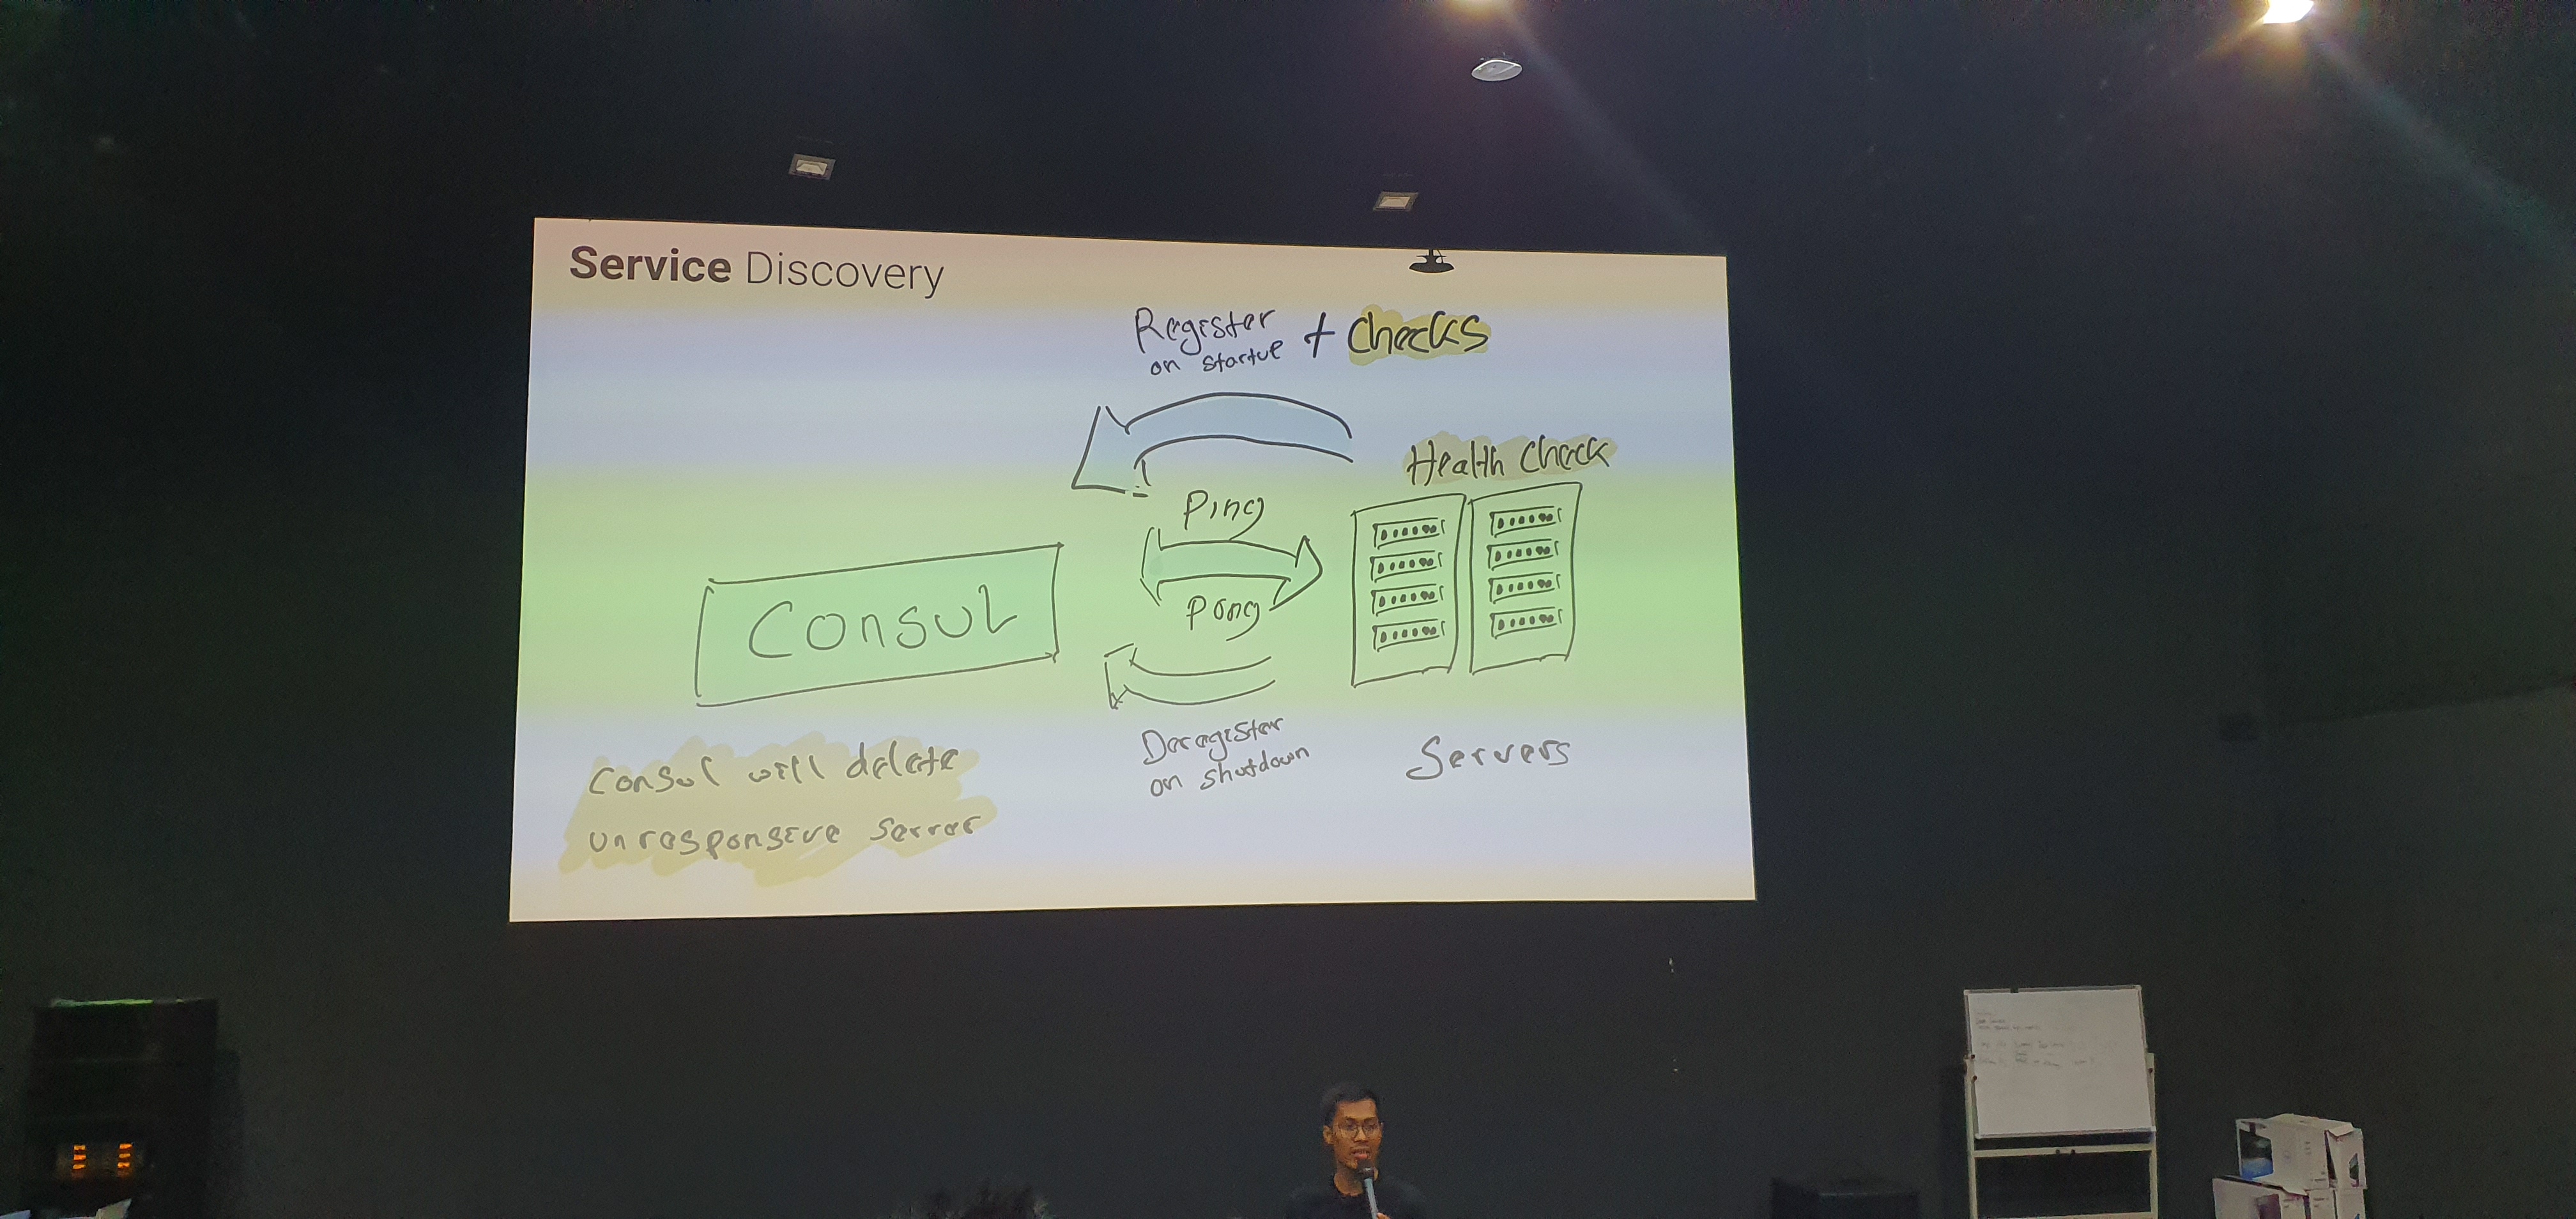 Service Discovery
Register + Checks
on startup
Health Check
Ping
Pong
Consul
Deregister
on shutdown
Servers
Consul will delete
unresponsive server